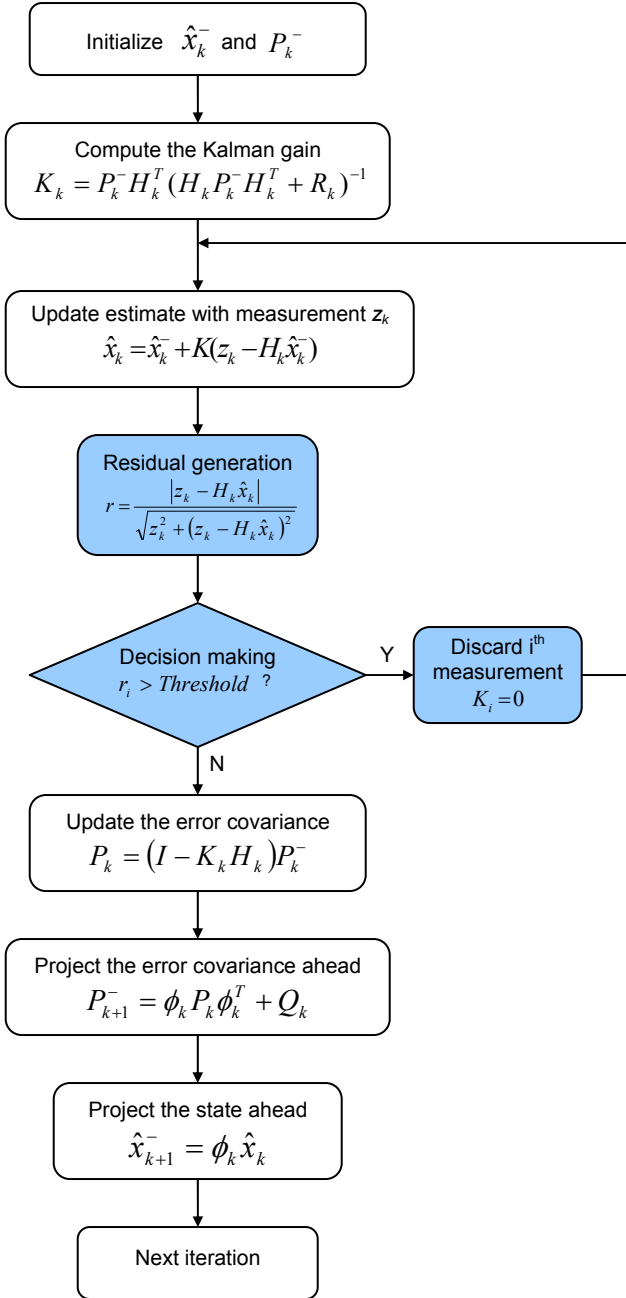 Initialize x̂ₖ⁻ and Pₖ⁻
Compute the Kalman gain
Kₖ = Pₖ⁻Hₖᵀ(HₖPₖ⁻Hₖᵀ + Rₖ)⁻¹
Update estimate with measurement zₖ
x̂ₖ = x̂ₖ⁻ + K(zₖ − Hₖx̂ₖ⁻)
Residual generation
r = |zₖ − Hₖx̂ₖ| / √(zₖ² + (zₖ − Hₖx̂ₖ)²)
Decision making
rᵢ > Threshold ?
Y
Discard iᵗʰ
measurement
Kᵢ = 0
N
Update the error covariance
Pₖ = (I − KₖHₖ)Pₖ⁻
Project the error covariance ahead
Pₖ₊₁⁻ = ϕₖPₖϕₖᵀ + Qₖ
Project the state ahead
x̂ₖ₊₁⁻ = ϕₖx̂ₖ
Next iteration